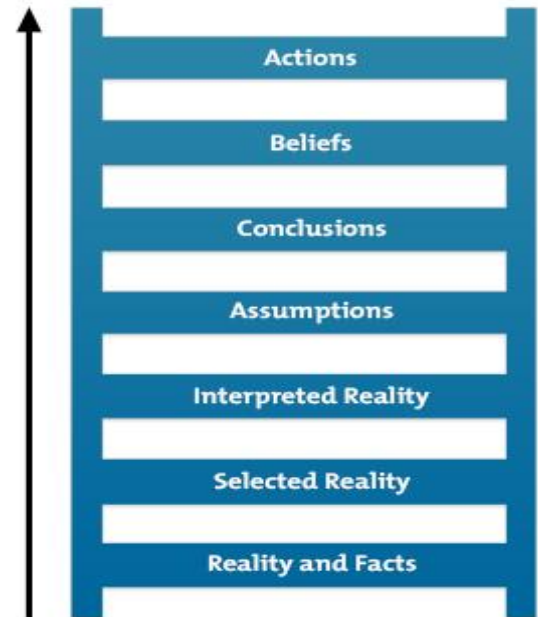 Actions
Beliefs
Conclusions
Assumptions
Interpreted Reality
Selected Reality
Reality and Facts